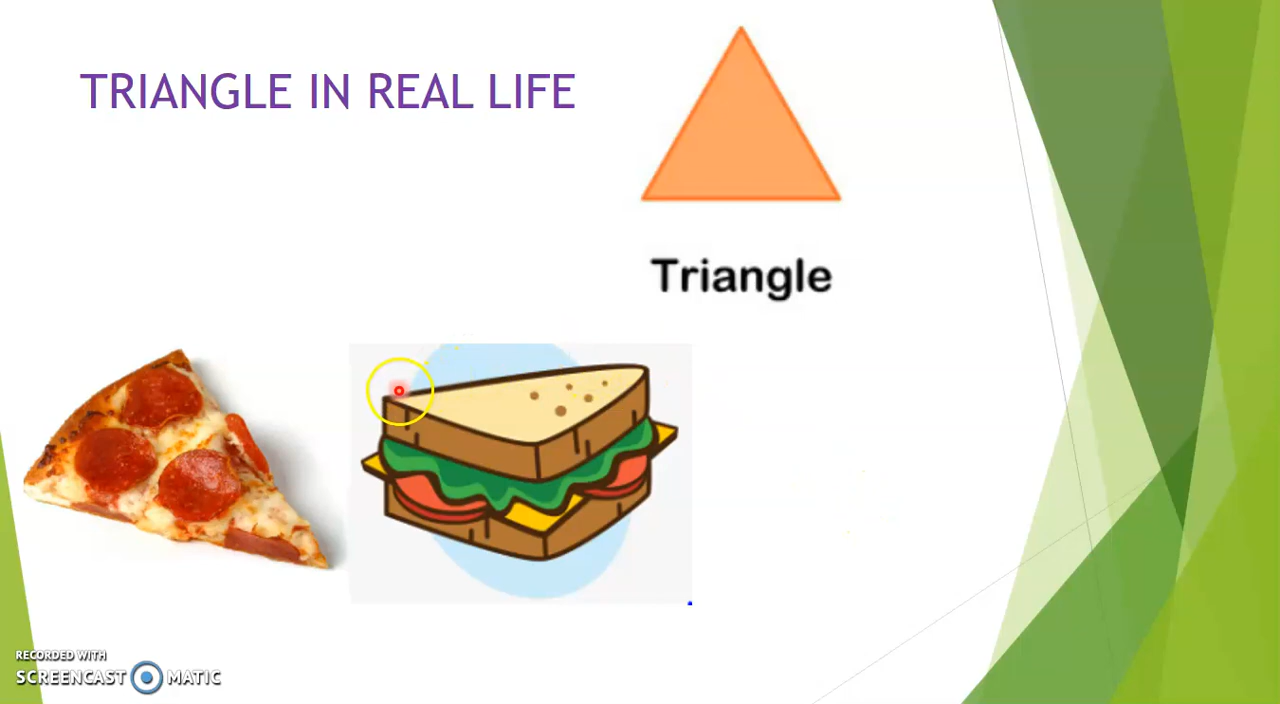 TRIANGLE IN REAL LIFE
Triangle
RECORDED WITH
SCREENCAST MATIC